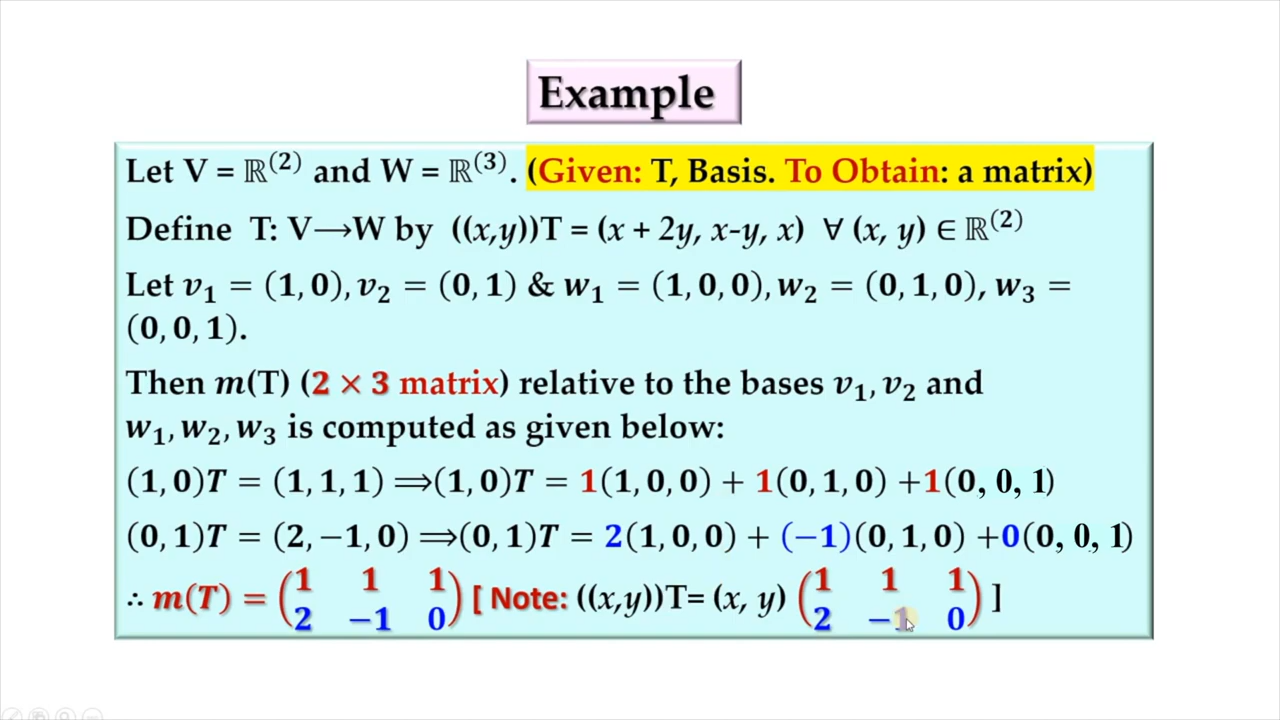 Example
Let V = ℝ⁽²⁾ and W = ℝ⁽³⁾. (Given: T, Basis. To Obtain: a matrix)
Define T: V⟶W by ((x,y))T = (x + 2y, x-y, x) ∀ (x, y) ∈ ℝ⁽²⁾
Let v₁ = (1, 0), v₂ = (0, 1) & w₁ = (1, 0, 0), w₂ = (0, 1, 0), w₃ =
(0, 0, 1).
Then m(T) (2 × 3 matrix) relative to the bases v₁, v₂ and
w₁, w₂, w₃ is computed as given below:
(1, 0)T = (1, 1, 1) ⟹(1, 0)T = 1(1, 0, 0) + 1(0, 1, 0) +1(0, 0, 1)
(0, 1)T = (2, −1, 0) ⟹(0, 1)T = 2(1, 0, 0) + (−1)(0, 1, 0) +0(0, 0, 1)
∴ m(T) = (1 1 1 / 2 −1 0) [ Note: ((x,y))T= (x, y) (1 1 1 / 2 −1 0) ]